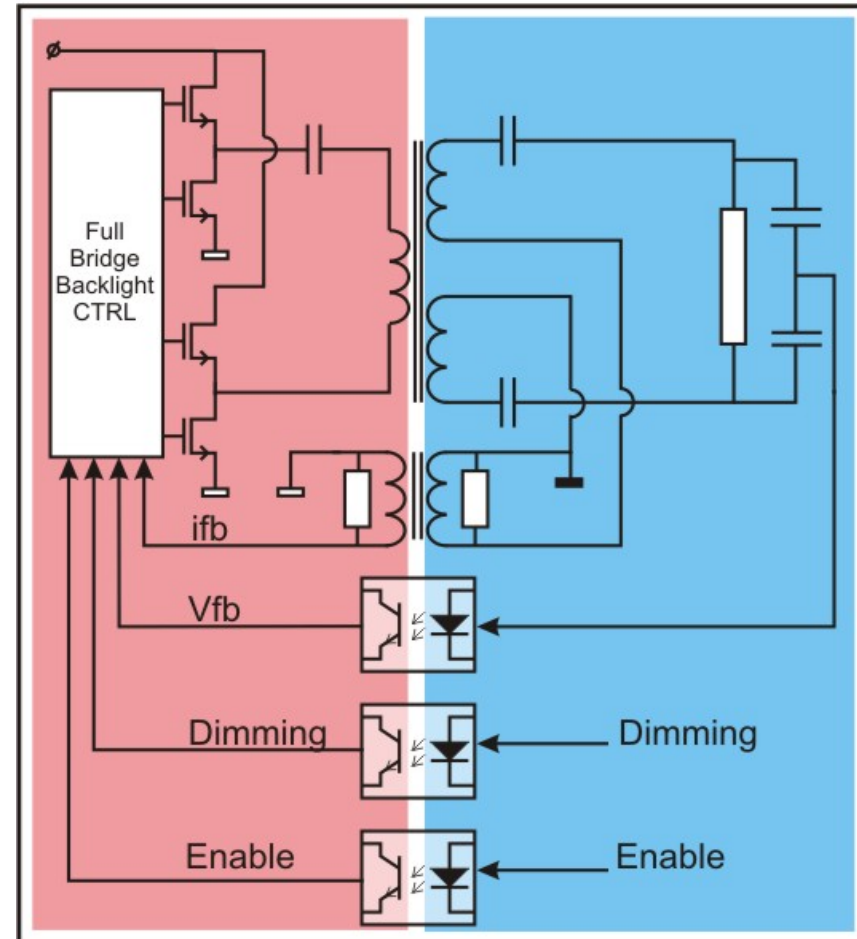 Full
Bridge
Backlight
CTRL
ifb
Vfb
Dimming
Dimming
Enable
Enable